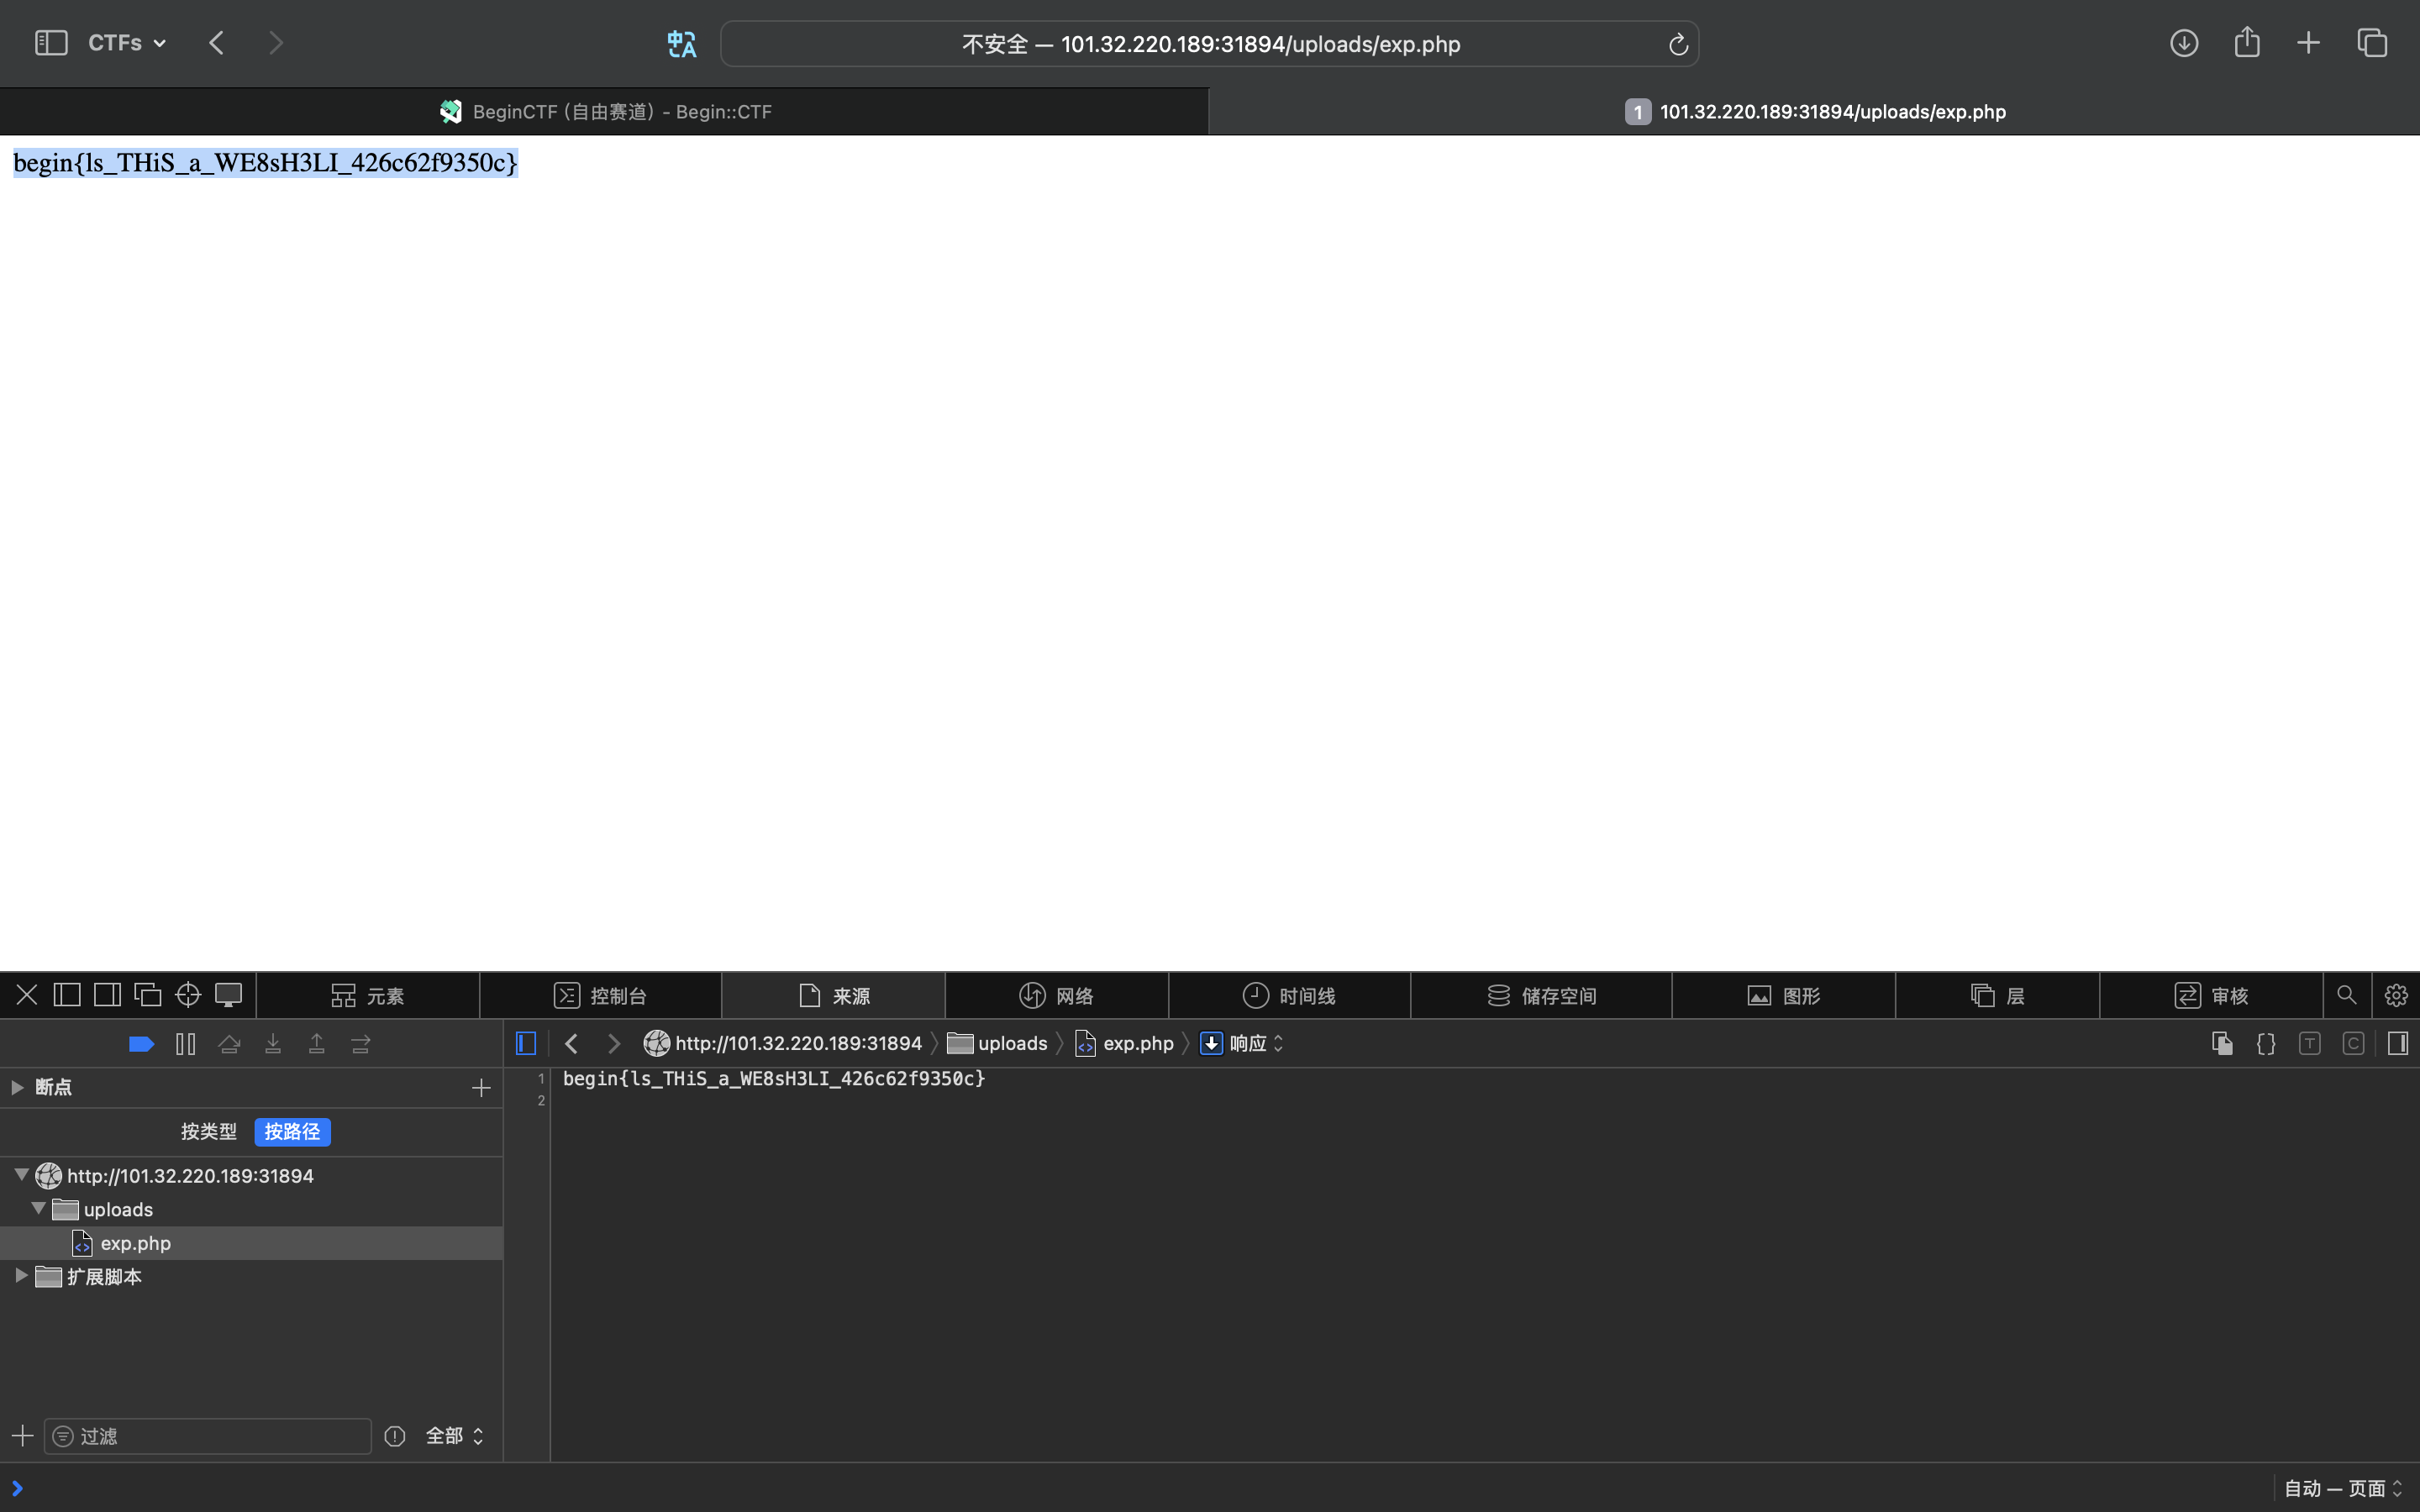 CTFs
不安全 — 101.32.220.189:31894/uploads/exp.php
BeginCTF (自由赛道) - Begin::CTF
1 101.32.220.189:31894/uploads/exp.php
begin{ls_THiS_a_WE8sH3LI_426c62f9350c}
元素 控制台 来源 网络 时间线 储存空间 图形 层 审核
http://101.32.220.189:31894 uploads exp.php 响应
断点
按类型 按路径
http://101.32.220.189:31894
uploads
exp.php
扩展脚本
1 begin{ls_THiS_a_WE8sH3LI_426c62f9350c}
2
过滤 全部
自动 — 页面